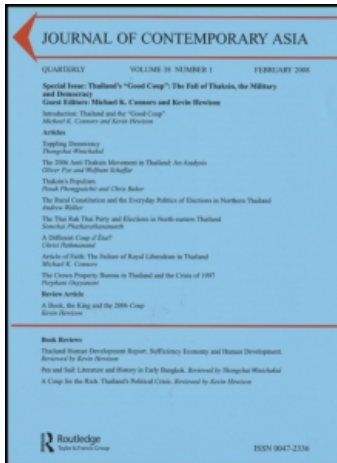 JOURNAL OF CONTEMPORARY ASIA
QUARTERLY VOLUME 38 NUMBER 1 FEBRUARY 2008
Special Issue: Thailand's "Good Coup": The Fall of Thaksin, the Military
and Democracy
Guest Editors: Michael K. Connors and Kevin Hewison
Introduction: Thailand and the "Good Coup"
Michael K. Connors and Kevin Hewison
Articles
Toppling Democracy
Thongchai Winichakul
The 2006 Anti-Thaksin Movement in Thailand: An Analysis
Oliver Pye and Wolfram Schaffar
Thaksin's Populism
Pasuk Phongpaichit and Chris Baker
The Rural Constitution and the Everyday Politics of Elections in Northern Thailand
Andrew Walker
The Thai Rak Thai Party and Elections in North-eastern Thailand
Somchai Phatharathananunth
A Different Coup d'État?
Ukrist Pathmanand
Article of Faith: The Failure of Royal Liberalism in Thailand
Michael K. Connors
The Crown Property Bureau in Thailand and the Crisis of 1997
Porphant Ouyyanont
Review Article
A Book, the King and the 2006 Coup
Kevin Hewison
Book Reviews
Thailand Human Development Report. Sufficiency Economy and Human Development.
Reviewed by Kevin Hewison
Pen and Sail: Literature and History in Early Bangkok. Reviewed by Thongchai Winichakul
A Coup for the Rich. Thailand's Political Crisis. Reviewed by Kevin Hewison
Routledge
Taylor & Francis Group
ISSN 0047-2336